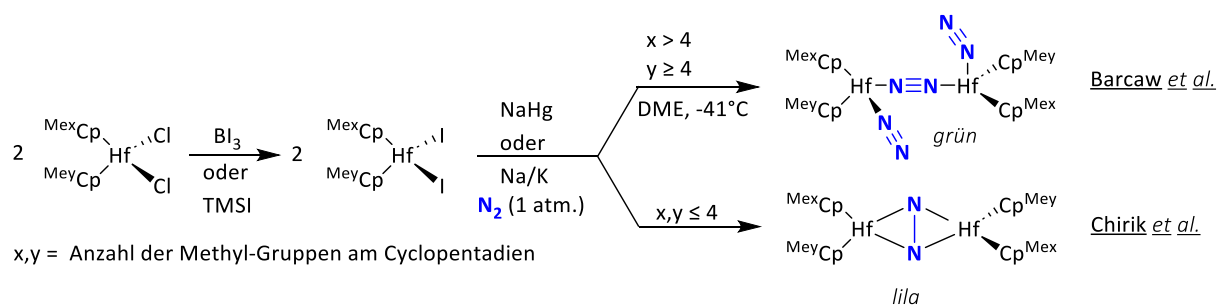 2
MexCp
MeyCp
Hf
Cl
Cl
BI3
oder
TMSI
2
MexCp
MeyCp
Hf
I
I
NaHg
oder
Na/K
N2 (1 atm.)
x > 4
y ≥ 4
DME, -41°C
x,y ≤ 4
MexCp
MeyCp
Hf
N≡N
Hf
N≡N
N≡N
CpMey
CpMex
grün
Barcaw et al.
MexCp
MeyCp
Hf
N
N
Hf
CpMey
CpMex
lila
Chirik et al.
x,y = Anzahl der Methyl-Gruppen am Cyclopentadien